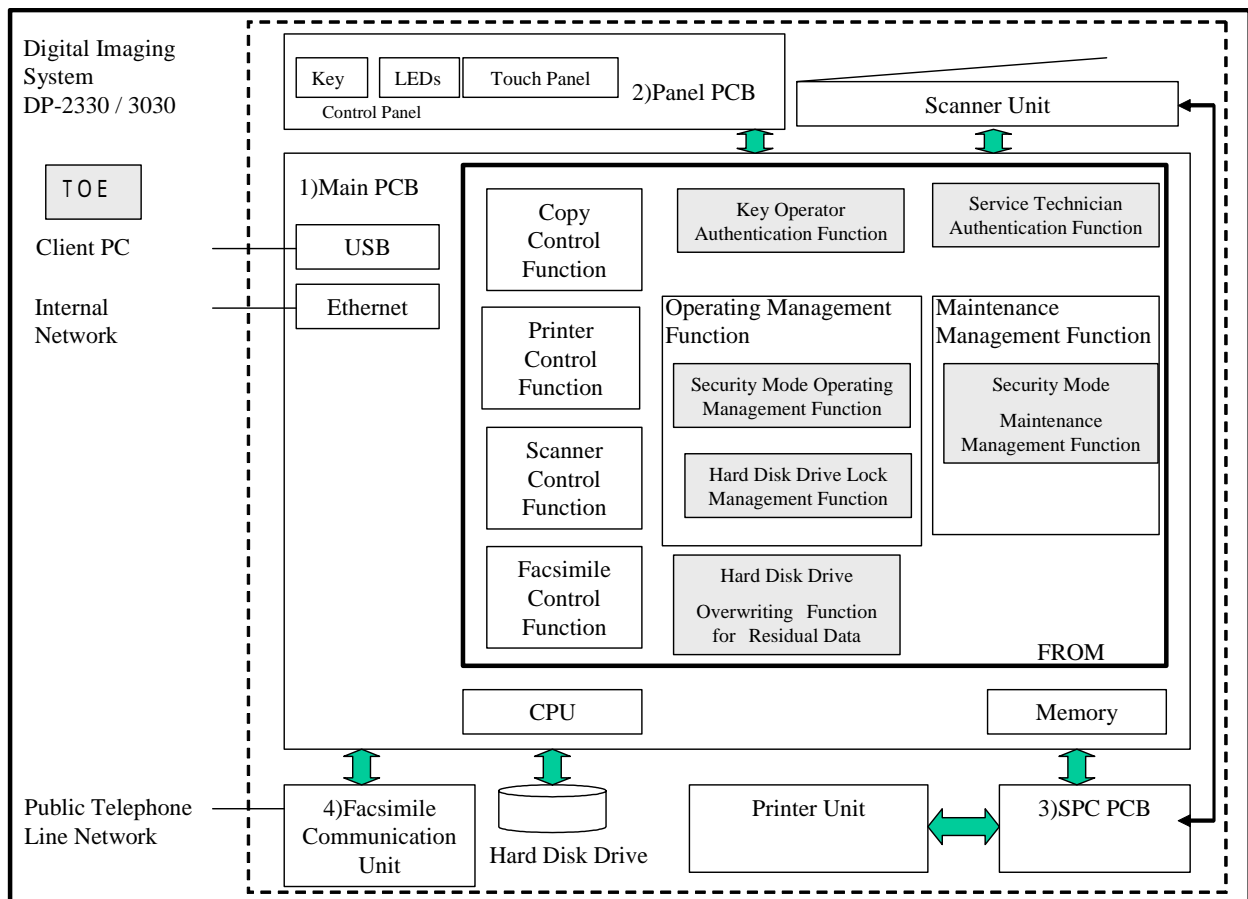 Digital Imaging
System
DP-2330 / 3030
TOE
Client PC
Internal
Network
Public Telephone
Line Network
Key
LEDs
Touch Panel
Control Panel
2)Panel PCB
Scanner Unit
1)Main PCB
USB
Ethernet
Copy
Control
Function
Printer
Control
Function
Scanner
Control
Function
Facsimile
Control
Function
Key Operator
Authentication Function
Service Technician
Authentication Function
Operating Management
Function
Security Mode Operating
Management Function
Hard Disk Drive Lock
Management Function
Maintenance
Management Function
Security Mode
Maintenance
Management Function
Hard Disk Drive
Overwriting Function
for Residual Data
FROM
CPU
Memory
4)Facsimile
Communication
Unit
Hard Disk Drive
Printer Unit
3)SPC PCB